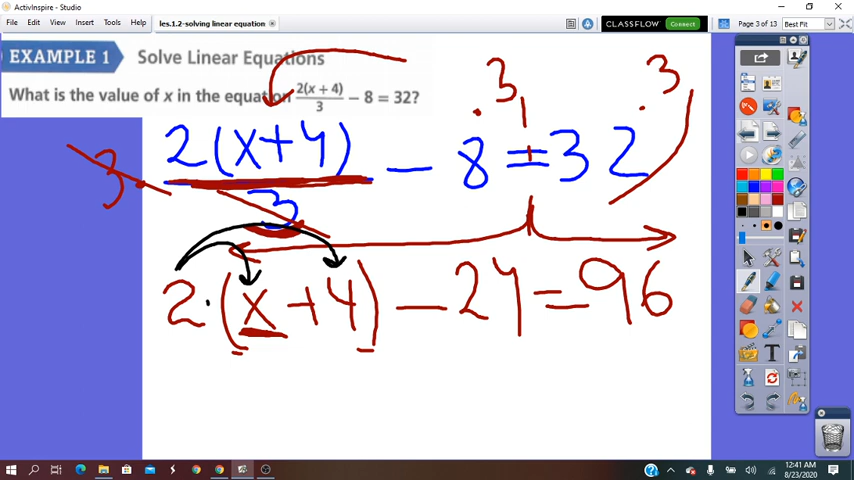 ActivInspire - Studio
File Edit View Insert Tools Help
les.1.2-solving linear equation
CLASSFLOW Connect
Page 3 of 13
Best Fit
EXAMPLE 1 Solve Linear Equations
What is the value of x in the equation 2(x + 4)/3 − 8 = 32?
.3 .3
3. 2(x+4)/3 − 8 = 32
2·(x+4) − 24 = 96
12:41 AM
8/23/2020